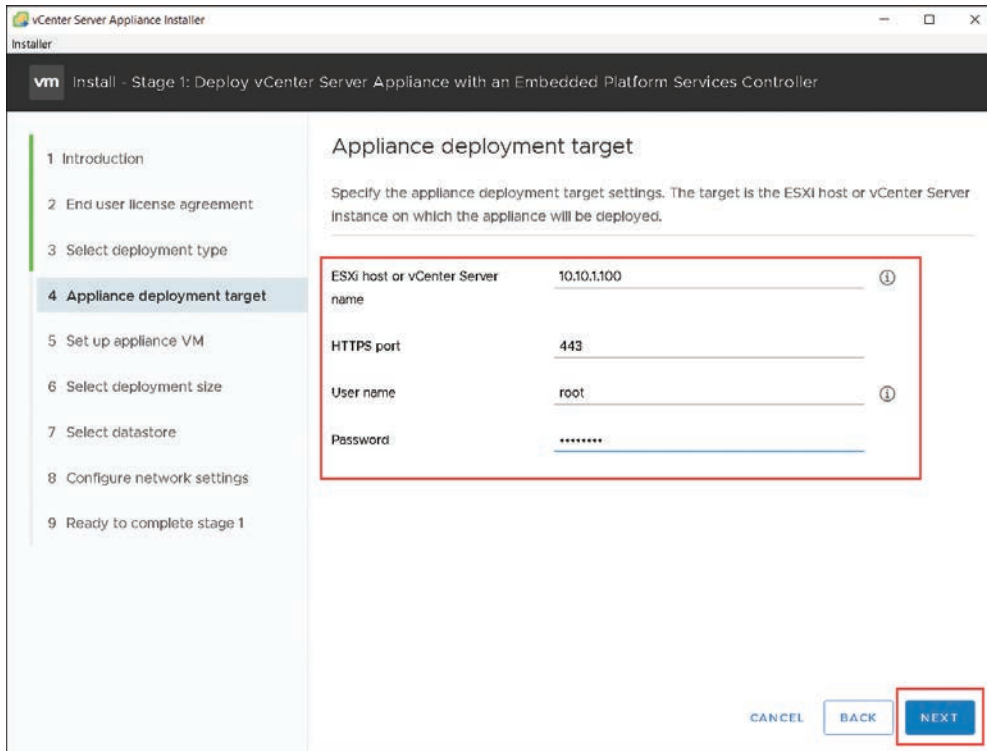 vCenter Server Appliance Installer
Installer
vm Install - Stage 1: Deploy vCenter Server Appliance with an Embedded Platform Services Controller
1 Introduction
2 End user license agreement
3 Select deployment type
4 Appliance deployment target
5 Set up appliance VM
6 Select deployment size
7 Select datastore
8 Configure network settings
9 Ready to complete stage 1
Appliance deployment target
Specify the appliance deployment target settings. The target is the ESXi host or vCenter Server
instance on which the appliance will be deployed.
ESXi host or vCenter Server
name
10.10.1.100
HTTPS port
443
User name
root
Password
••••••••
CANCEL
BACK
NEXT